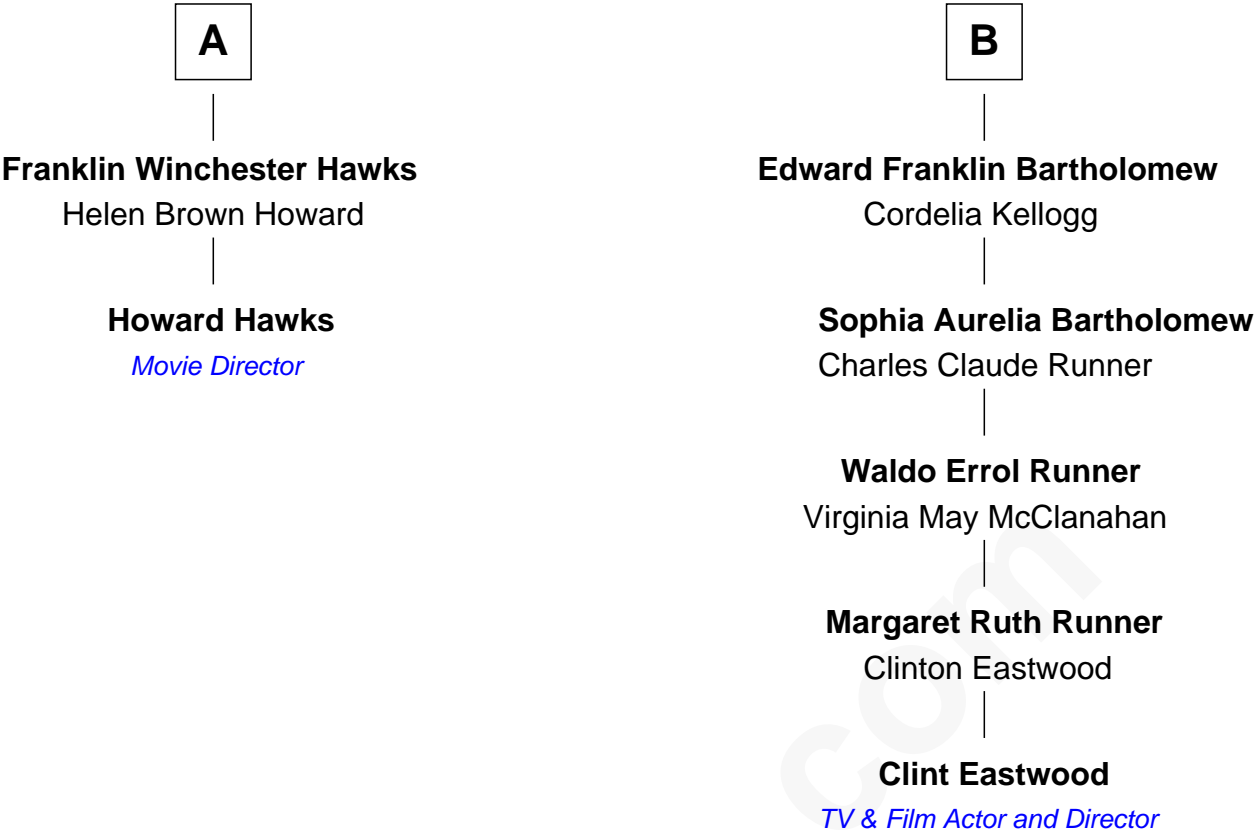 A
Franklin Winchester Hawks
Helen Brown Howard
Howard Hawks
Movie Director
B
Edward Franklin Bartholomew
Cordelia Kellogg
Sophia Aurelia Bartholomew
Charles Claude Runner
Waldo Errol Runner
Virginia May McClanahan
Margaret Ruth Runner
Clinton Eastwood
Clint Eastwood
TV & Film Actor and Director
com